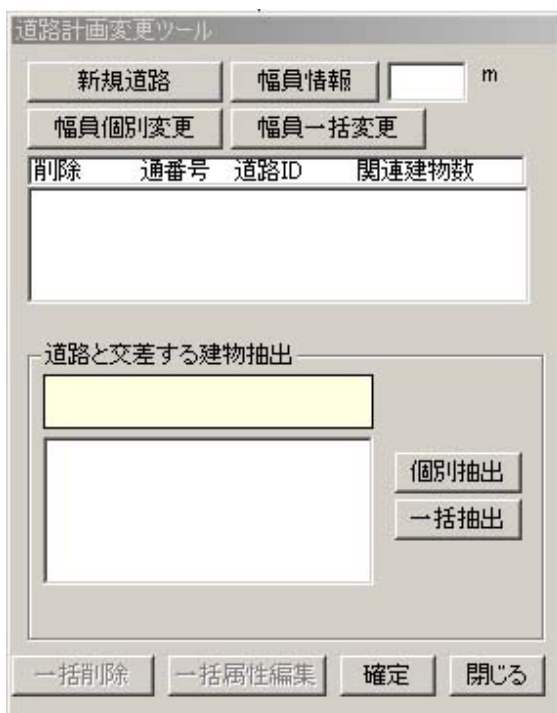 道路計画変更ツール
新規道路 幅員情報 m
幅員個別変更 幅員一括変更
削除 通番号 道路ID 関連建物数
道路と交差する建物抽出
個別抽出
一括抽出
一括削除 一括属性編集 確定 閉じる